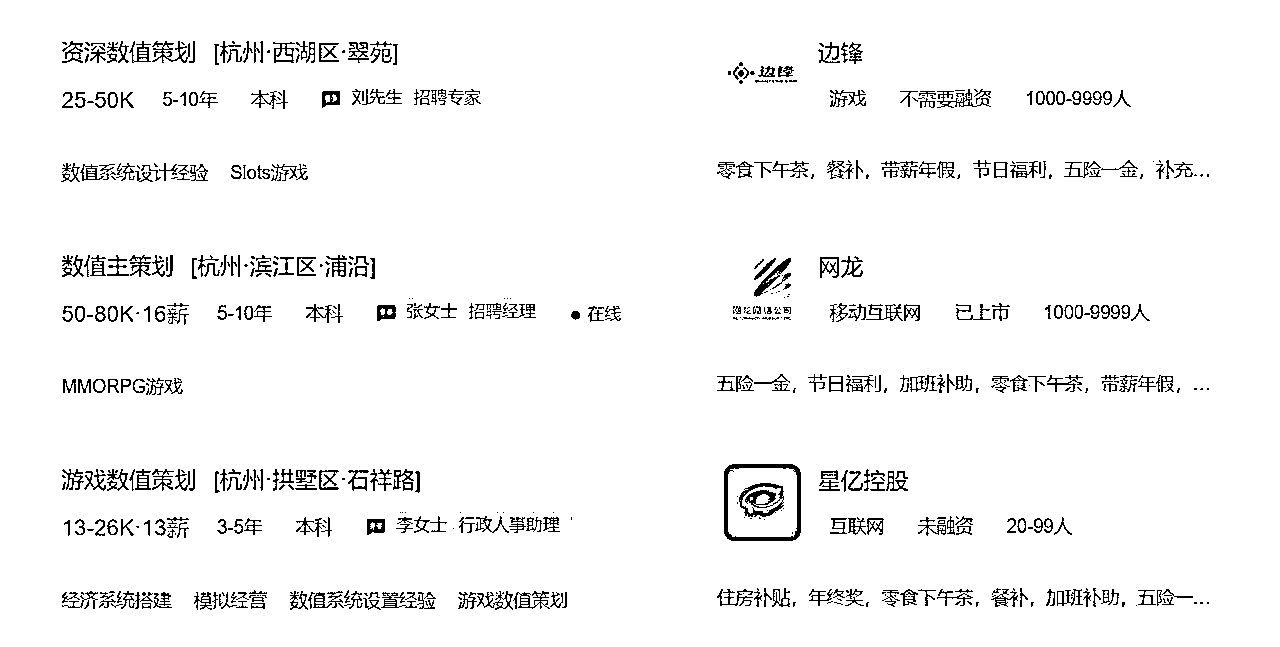 资深数值策划 [杭州·西湖区·翠苑]
边锋
边锋
25-50K 5-10年 本科 刘先生 招聘专家
游戏 不需要融资 1000-9999人
数值系统设计经验 Slots游戏
零食下午茶，餐补，带薪年假，节日福利，五险一金，补充...
数值主策划 [杭州·滨江区·浦沿]
网龙
50-80K·16薪 5-10年 本科 张女士 招聘经理 在线
移动互联网 已上市 1000-9999人
MMORPG游戏
五险一金，节日福利，加班补助，零食下午茶，带薪年假，...
游戏数值策划 [杭州·拱墅区·石祥路]
星亿控股
13-26K·13薪 3-5年 本科 李女士 行政人事助理
互联网 未融资 20-99人
经济系统搭建 模拟经营 数值系统设置经验 游戏数值策划
住房补贴，年终奖，零食下午茶，餐补，加班补助，五险一...